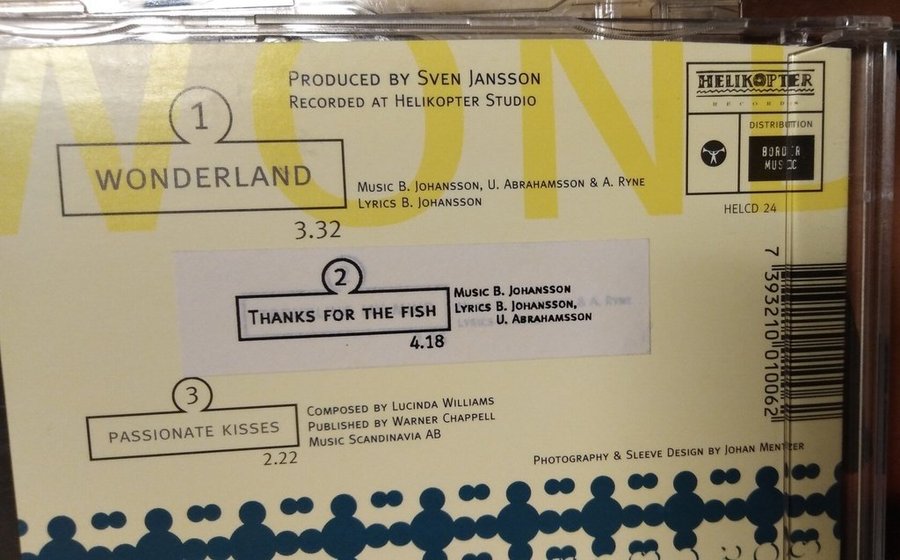 WOND
PRODUCED BY SVEN JANSSON
RECORDED AT HELIKOPTER STUDIO
1
WONDERLAND
3.32
MUSIC B. JOHANSSON, U. ABRAHAMSSON & A. RYNE
LYRICS B. JOHANSSON
HELIKOPTER
RECORDS
DISTRIBUTION
BORDER
MUSIC
HELCD 24
7 393210 010062
2
THANKS FOR THE FISH
4.18
MUSIC B. JOHANSSON
LYRICS B. JOHANSSON,
U. ABRAHAMSSON
& A. RYNE
LYRICS
3
PASSIONATE KISSES
2.22
COMPOSED BY LUCINDA WILLIAMS
PUBLISHED BY WARNER CHAPPELL
MUSIC SCANDINAVIA AB
PHOTOGRAPHY & SLEEVE DESIGN BY JOHAN MENTZER